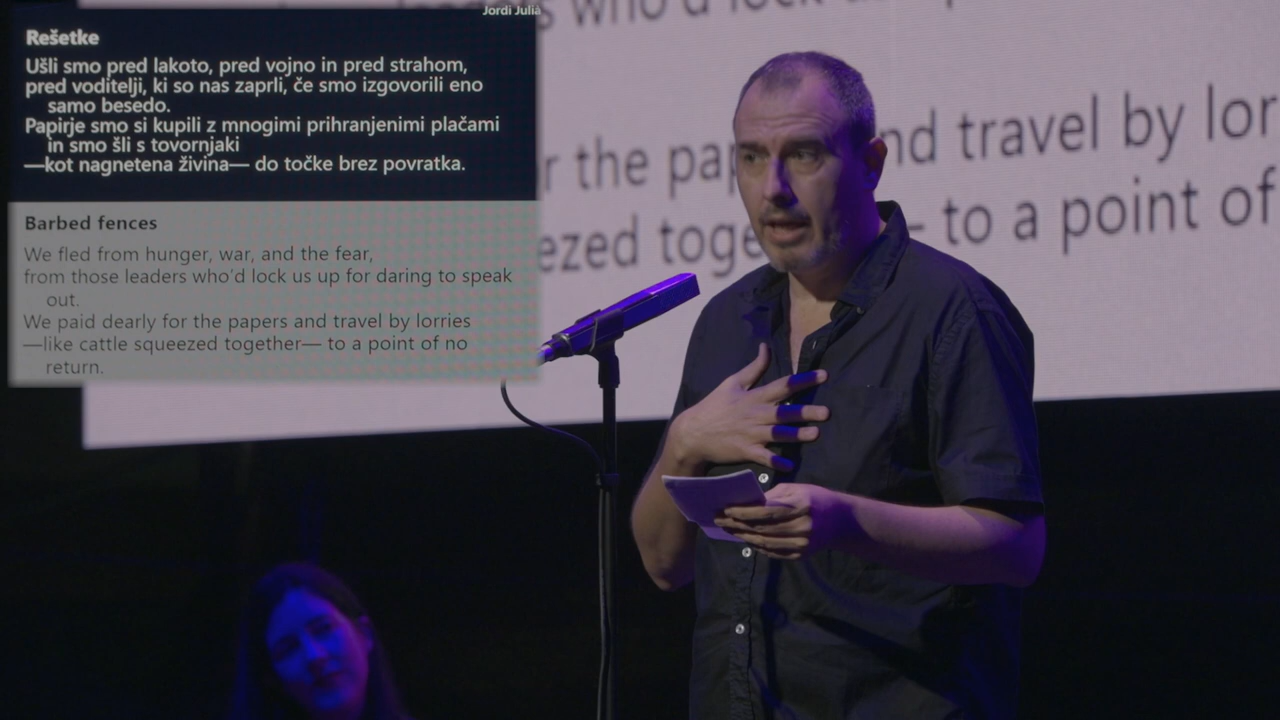 Jordi Julià
Rešetke
Ušli smo pred lakoto, pred vojno in pred strahom,
pred voditelji, ki so nas zaprli, če smo izgovorili eno
samo besedo.
Papirje smo si kupili z mnogimi prihranjenimi plačami
in smo šli s tovornjaki
—kot nagnetena živina— do točke brez povratka.
Barbed fences
We fled from hunger, war, and the fear,
from those leaders who'd lock us up for daring to speak
out.
We paid dearly for the papers and travel by lorries
—like cattle squeezed together— to a point of no
return.
who'd lock
r the pap nd travel by lor
ezed toge — to a point of